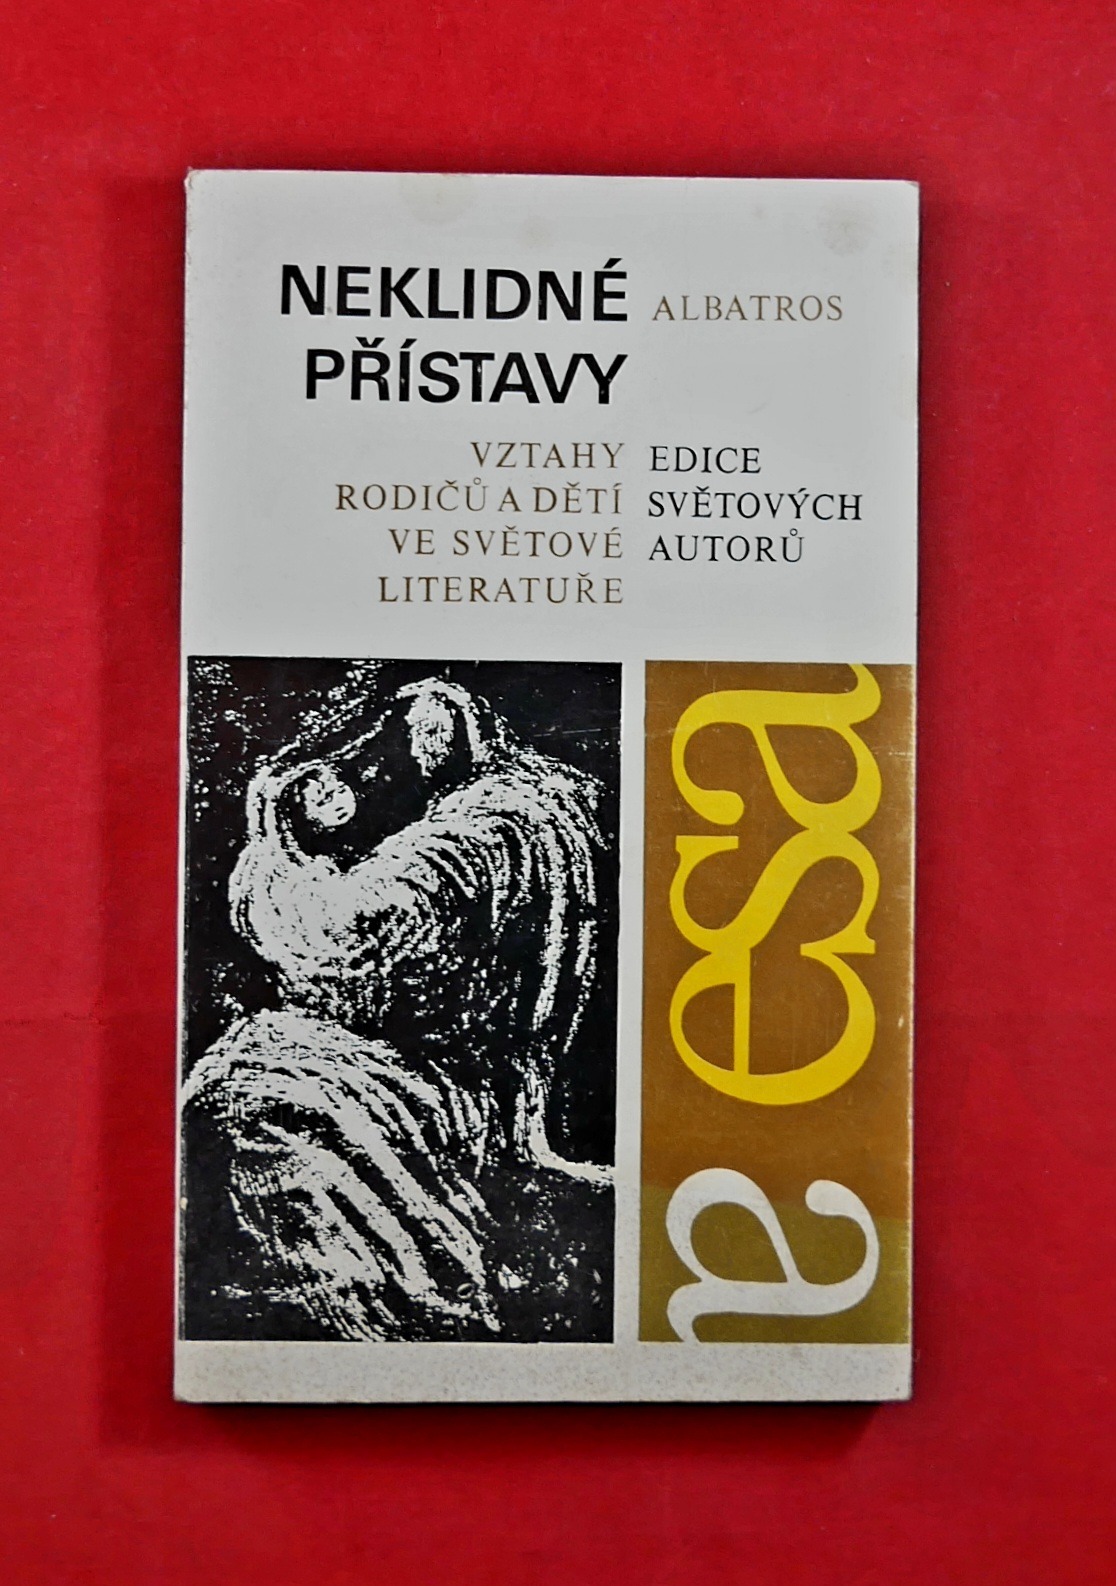 NEKLIDNÉ
PŘÍSTAVY
ALBATROS
VZTAHY
RODIČŮ A DĚTÍ
VE SVĚTOVÉ
LITERATUŘE
EDICE
SVĚTOVÝCH
AUTORŮ
esa
a